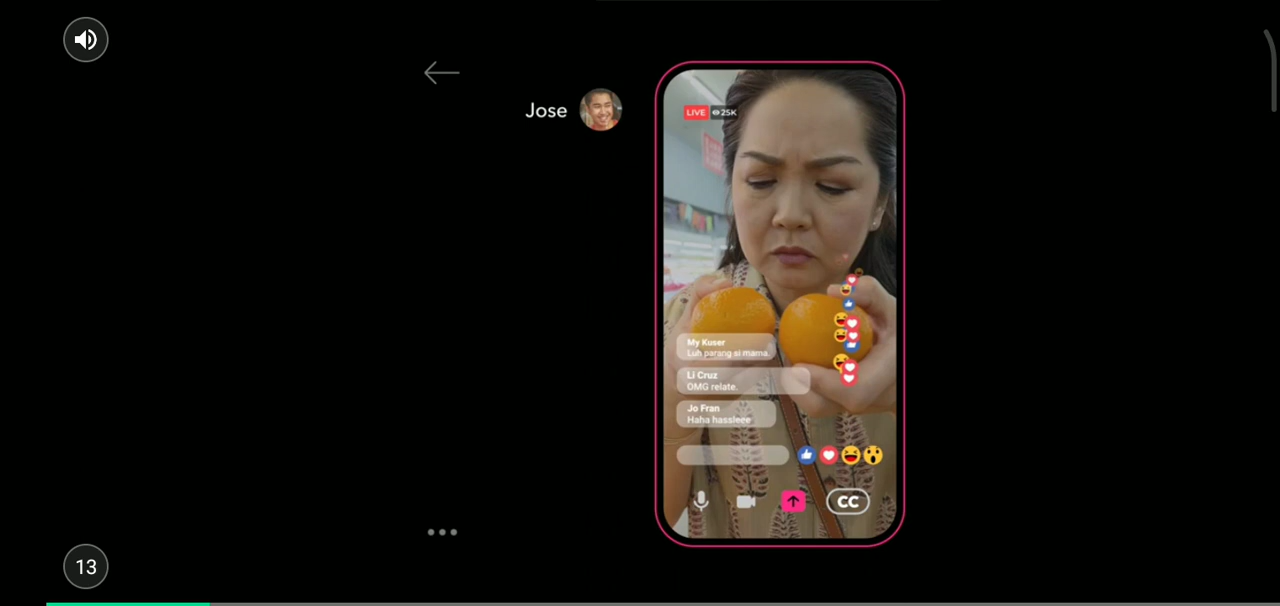 Jose
LIVE 25K
My Kuser
Luh parang si mama.
Li Cruz
OMG relate.
Jo Fran
Haha hassleee
CC
13